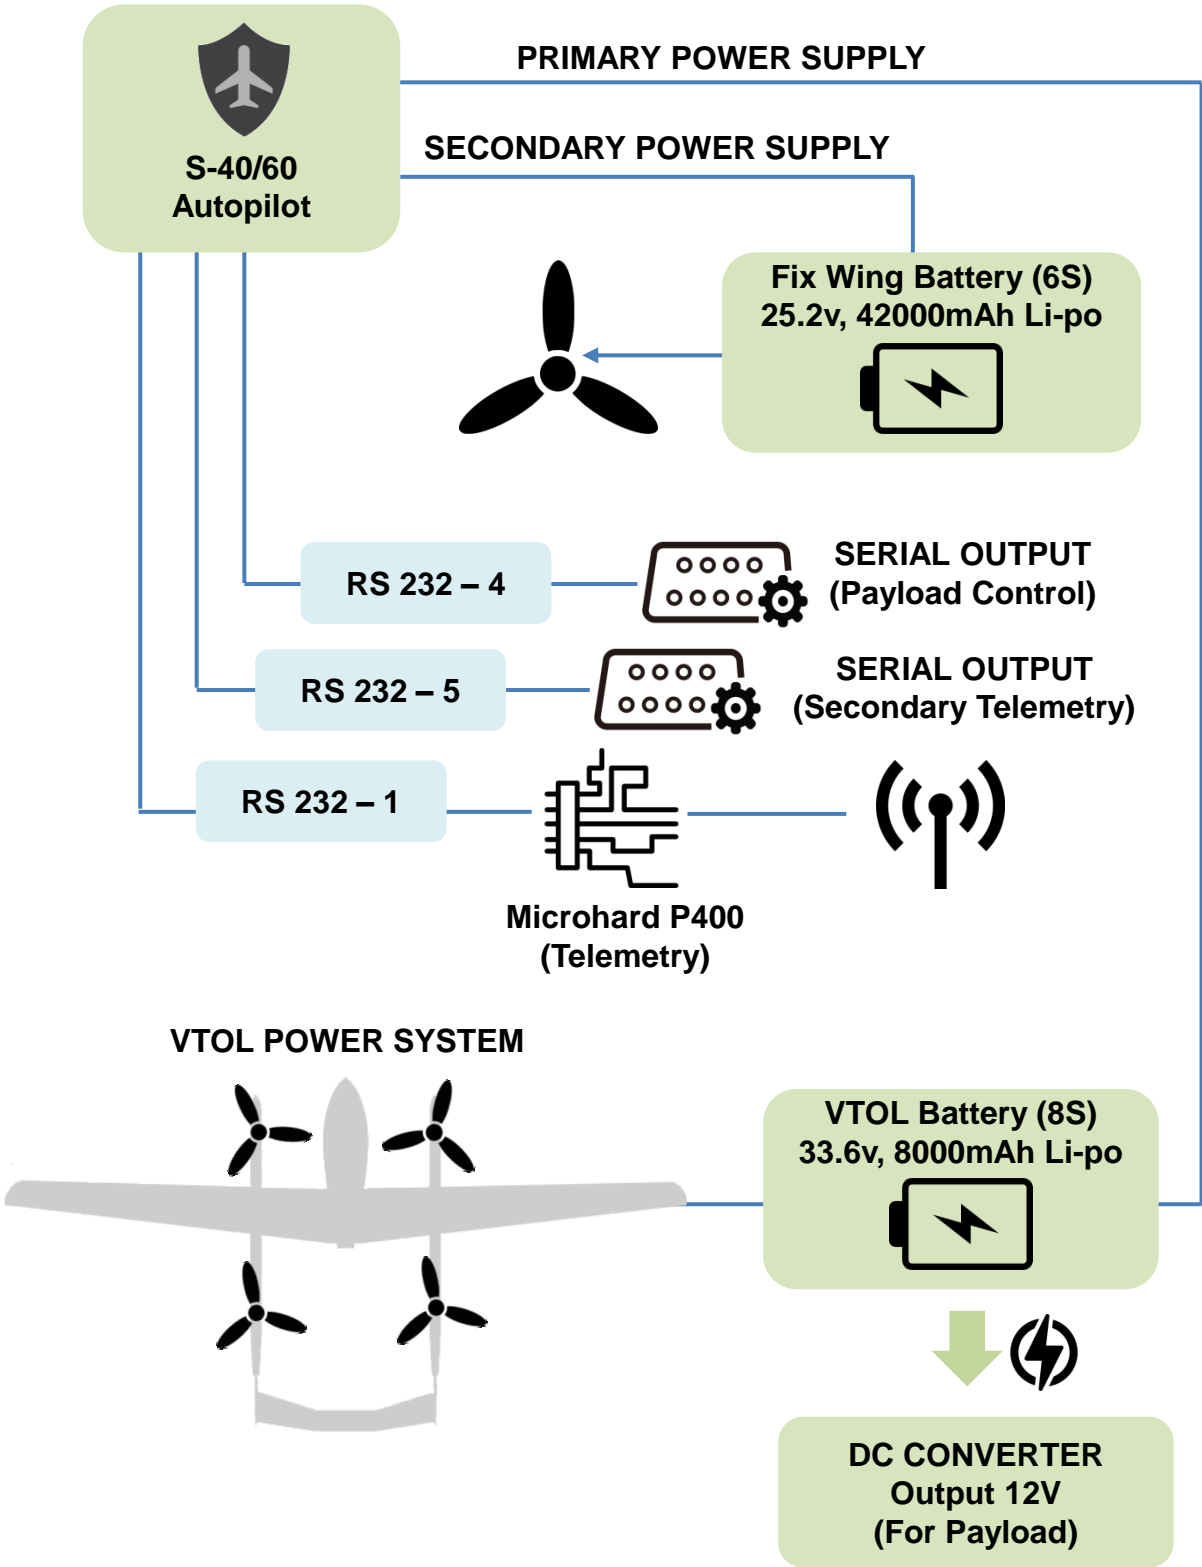 PRIMARY POWER SUPPLY
S-40/60
Autopilot
SECONDARY POWER SUPPLY
Fix Wing Battery (6S)
25.2v, 42000mAh Li-po
RS 232 – 4
SERIAL OUTPUT
(Payload Control)
RS 232 – 5
SERIAL OUTPUT
(Secondary Telemetry)
RS 232 – 1
Microhard P400
(Telemetry)
VTOL POWER SYSTEM
VTOL Battery (8S)
33.6v, 8000mAh Li-po
DC CONVERTER
Output 12V
(For Payload)